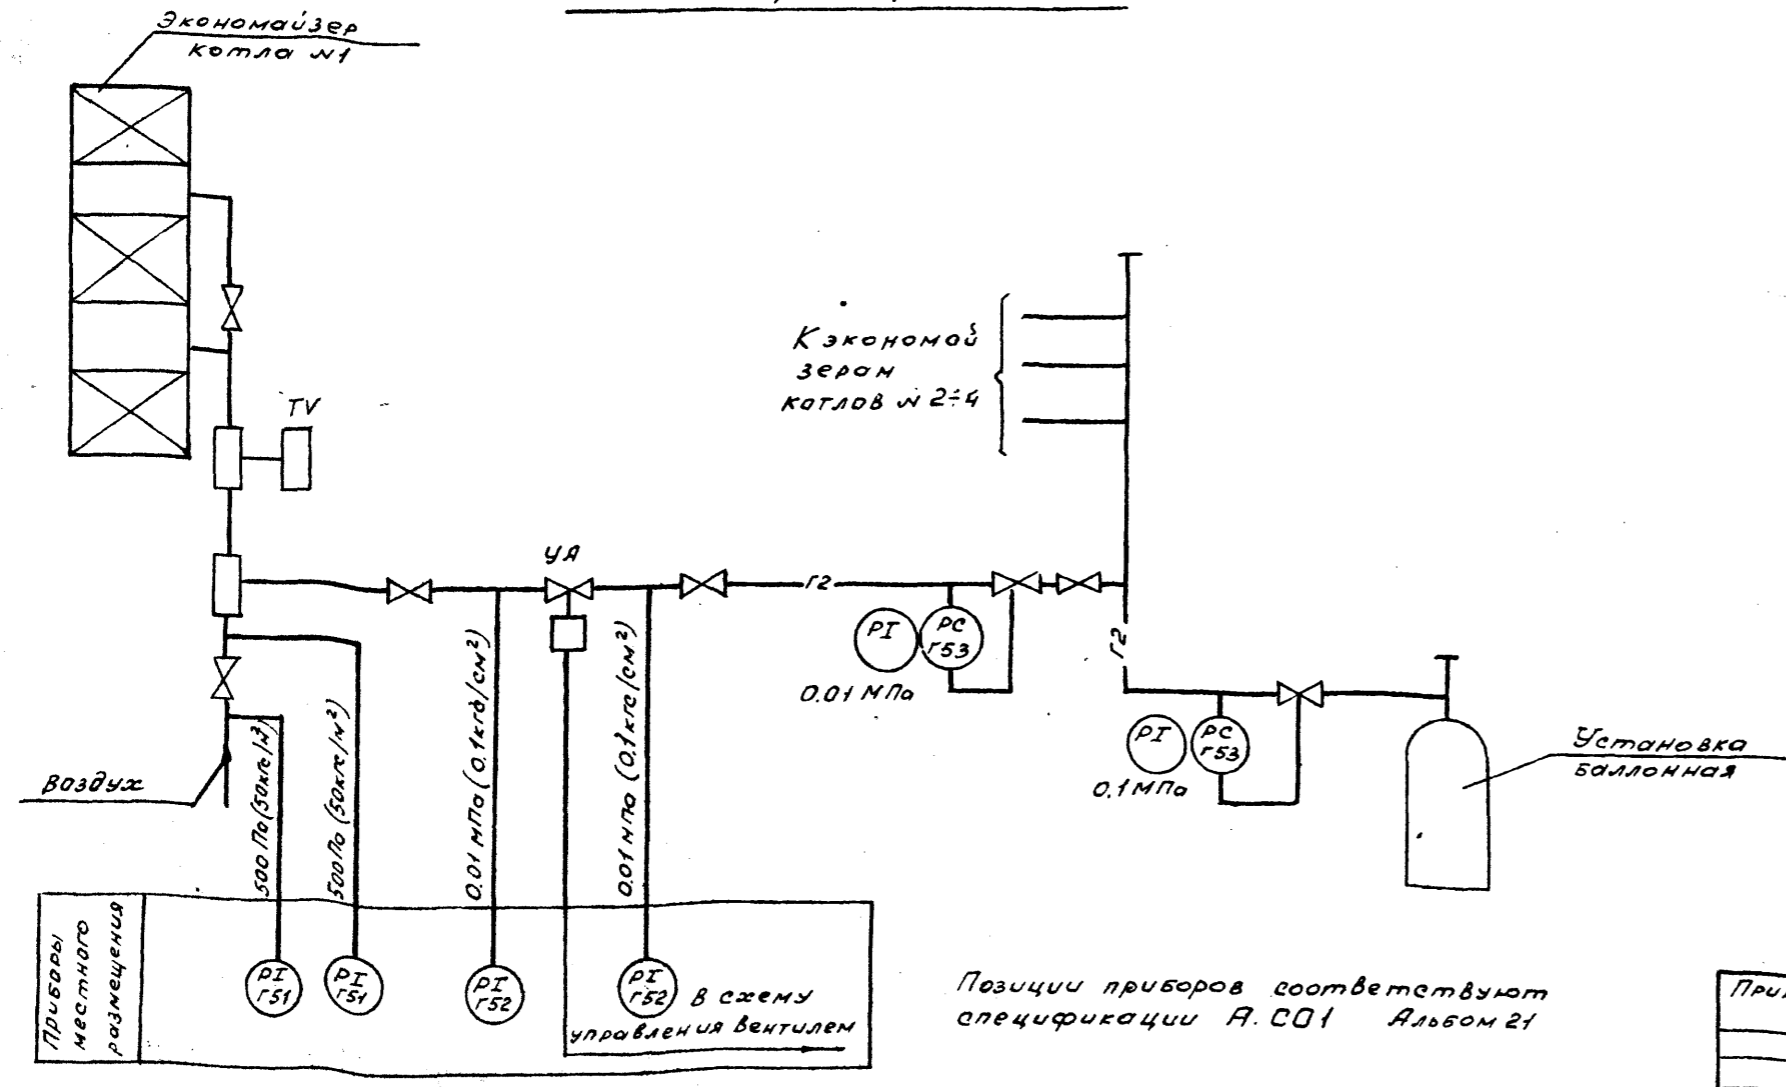 Экономайзер
котла N1
К экономай
зерам
котлов N 2÷4
TV
УА
Г2
PI
PC
Г53
0.01 МПа
Г2
PI
PC
Г53
0.1 МПа
Установка
баллонная
Воздух
500 Па (50кгс/м²)
500 Па (50кгс/м²)
0.01 МПа (0.1кгс/см²)
0.01 МПа (0.1кгс/см²)
Приборы
местного
размещения
PI
Г51
PI
Г51
PI
Г52
PI
Г52
В схему
управления вентилем
Позиции приборов соответствуют
спецификации А.СО1 Альбом 21